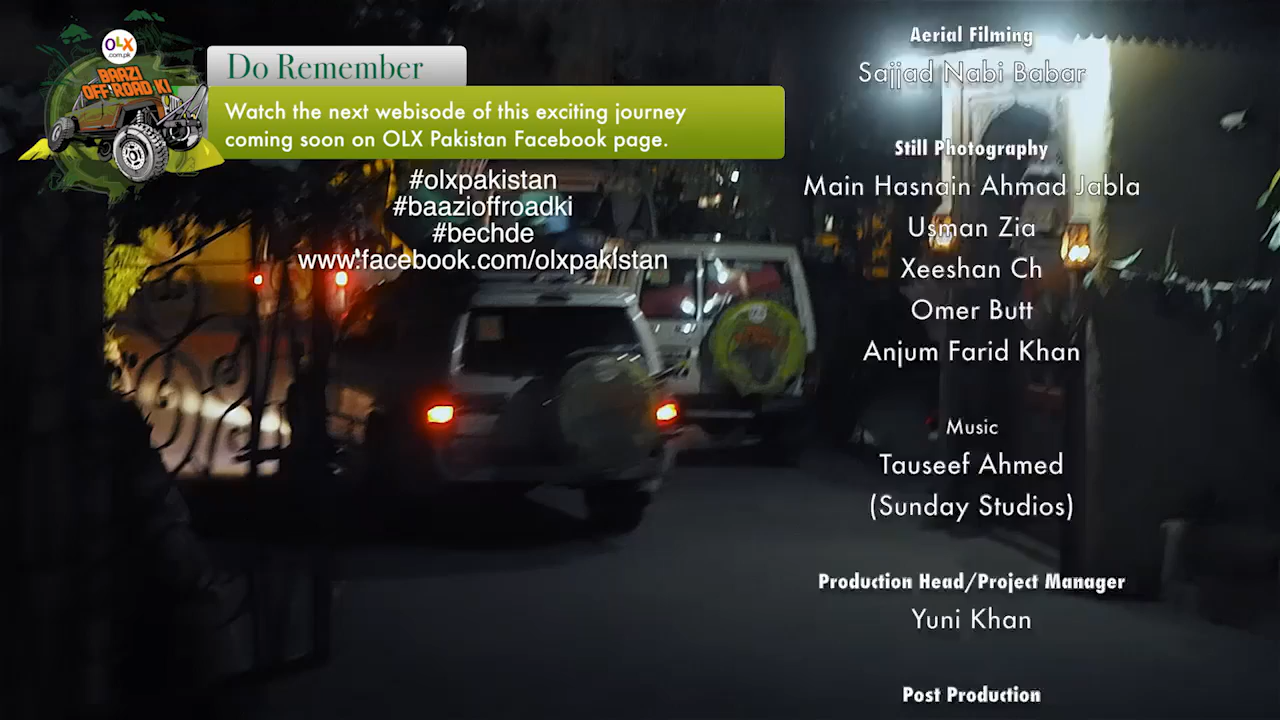 OLX
.com.pk
BAAZI
OFF ROAD KI
Do Remember
Watch the next webisode of this exciting journey
coming soon on OLX Pakistan Facebook page.
#olxpakistan
#baazioffroadki
#bechde
www.facebook.com/olxpakistan
Aerial Filming
Sajjad Nabi Babar
Still Photography
Main Hasnain Ahmad Jabla
Usman Zia
Xeeshan Ch
Omer Butt
Anjum Farid Khan
Music
Tauseef Ahmed
(Sunday Studios)
Production Head/Project Manager
Yuni Khan
Post Production